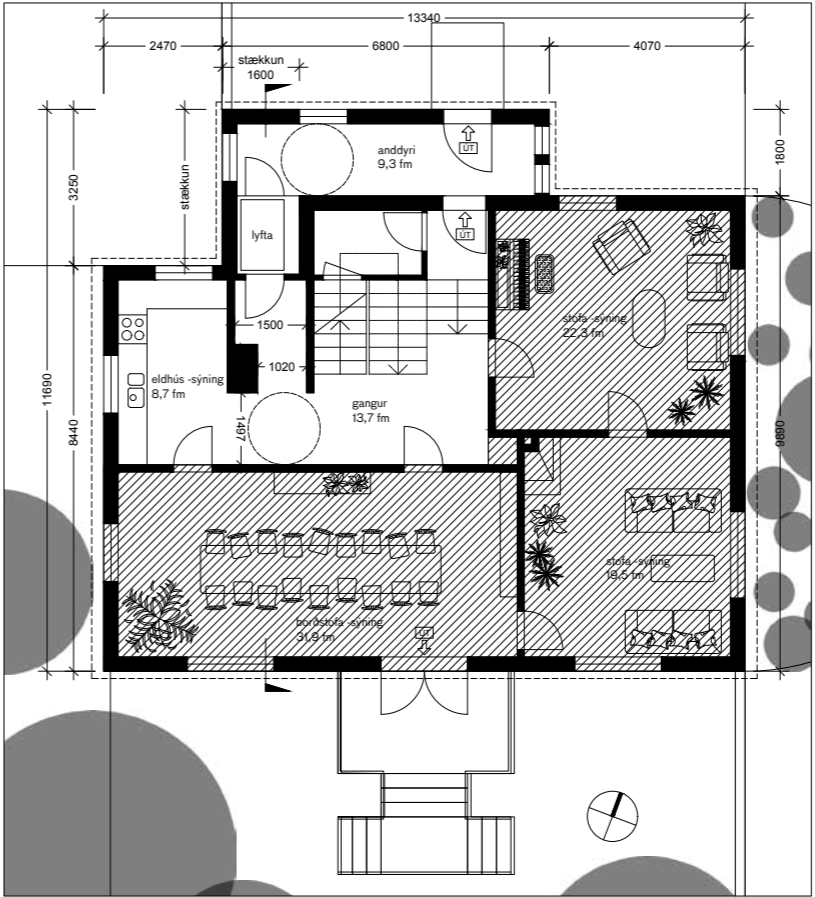 13340
2470
6800
4070
stækkun
1600
anddyri
9,3 fm
ÚT
1800
3250
stækkun
lyfta
ÚT
stofa -sýning
22,3 fm
1500
1020
eldhús -sýning
8,7 fm
gangur
13,7 fm
1497
11690
8440
9890
stofa -sýning
19,5 fm
borðstofa -sýning
31,9 fm
ÚT